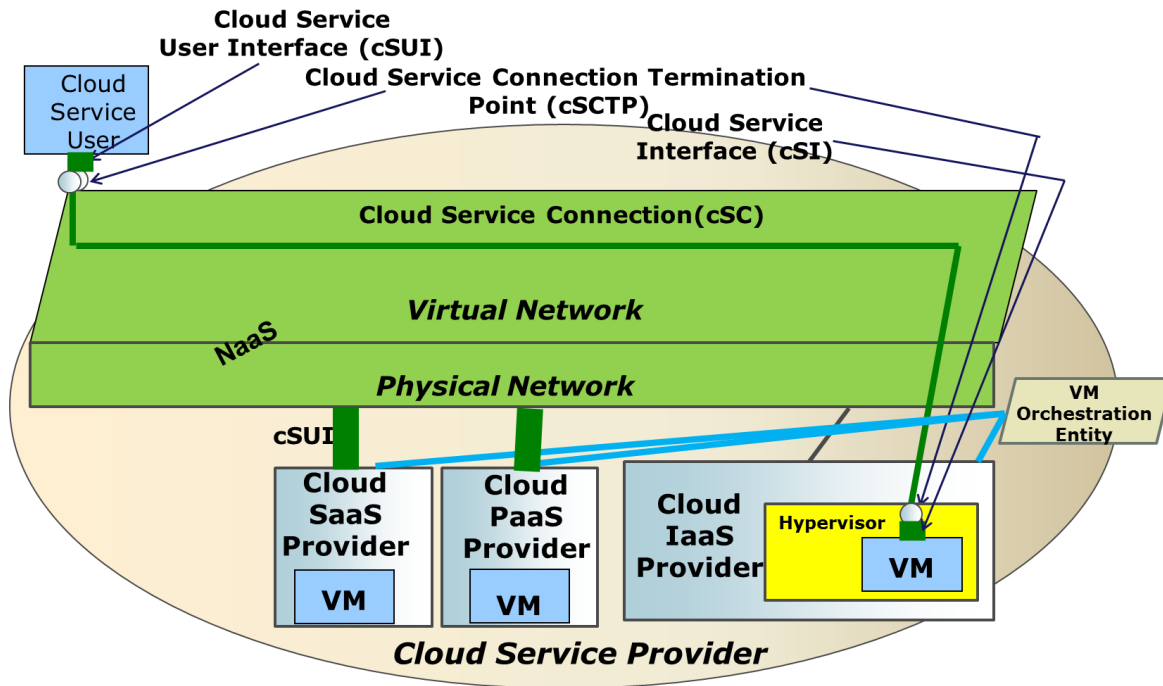 Cloud Service
User Interface (cSUI)
Cloud Service Connection Termination
Point (cSCTP)
Cloud
Service
User
Cloud Service
Interface (cSI)
Cloud Service Connection(cSC)
Virtual Network
NaaS
Physical Network
VM
Orchestration
Entity
cSUI
Cloud
SaaS
Provider
VM
Cloud
PaaS
Provider
VM
Cloud
IaaS
Provider
Hypervisor
VM
Cloud Service Provider